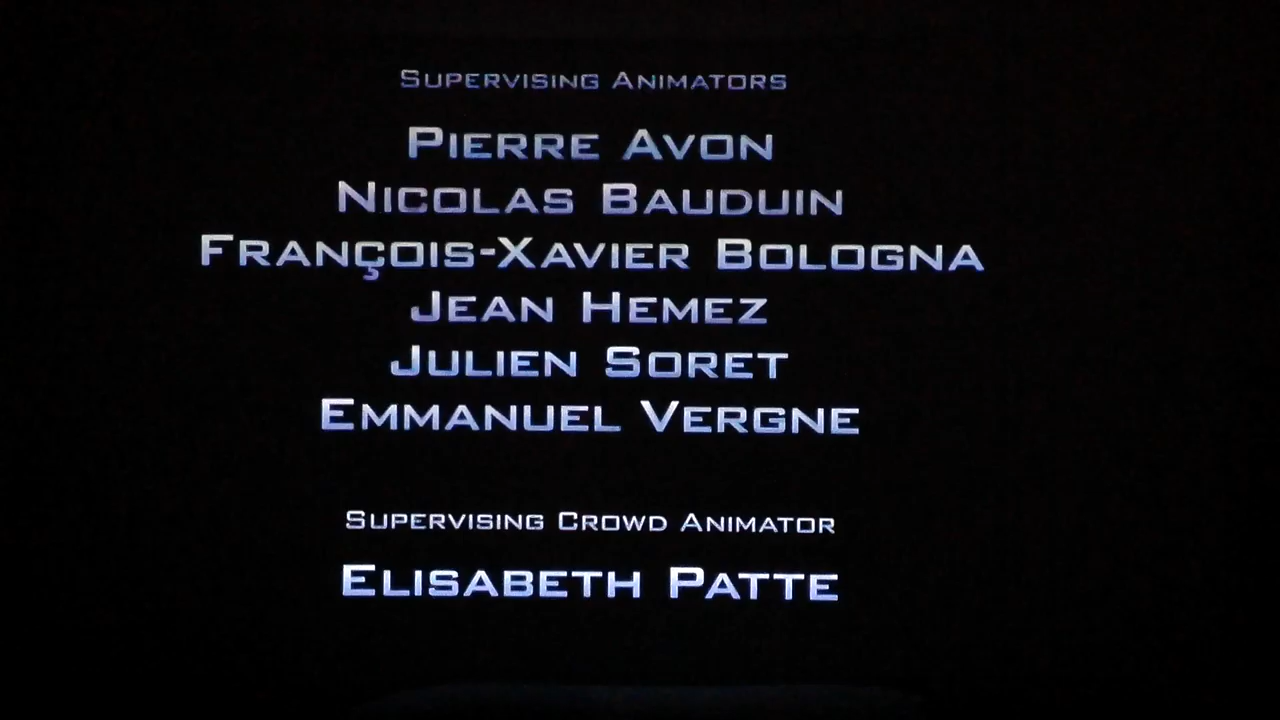 Supervising Animators
Pierre Avon
Nicolas Bauduin
François-Xavier Bologna
Jean Hemez
Julien Soret
Emmanuel Vergne
Supervising Crowd Animator
Elisabeth Patte